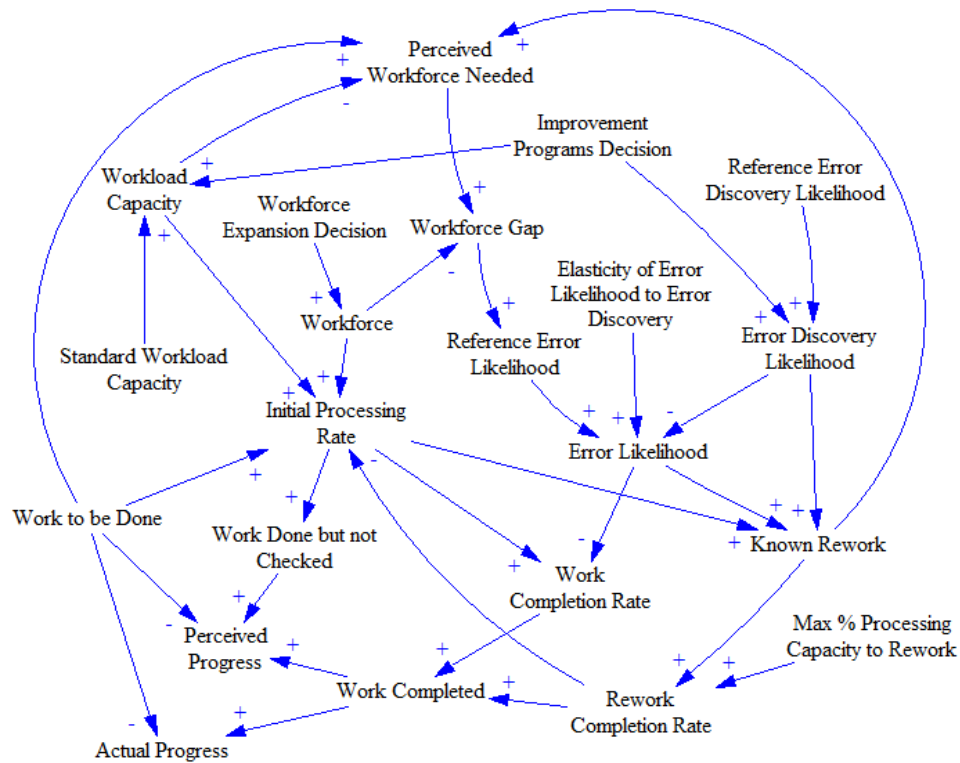 Perceived
Workforce Needed
+
+
-
Improvement
Programs Decision
Reference Error
Discovery Likelihood
Workload
Capacity
+
+
Workforce
Expansion Decision
+
Workforce Gap
-
Elasticity of Error
Likelihood to Error
Discovery
+
Workforce
+
Reference Error
Likelihood
+
+
Error Discovery
Likelihood
Standard Workload
Capacity
+
+
Initial Processing
Rate
+
+
-
Error Likelihood
-
+
+
+
Work to be Done
+
Work Done but not
Checked
-
+
Known Rework
+
Work
Completion Rate
-
+
Perceived
Progress
+
Max % Processing
Capacity to Rework
+
Work Completed
+
+
+
Rework
Completion Rate
-
+
Actual Progress